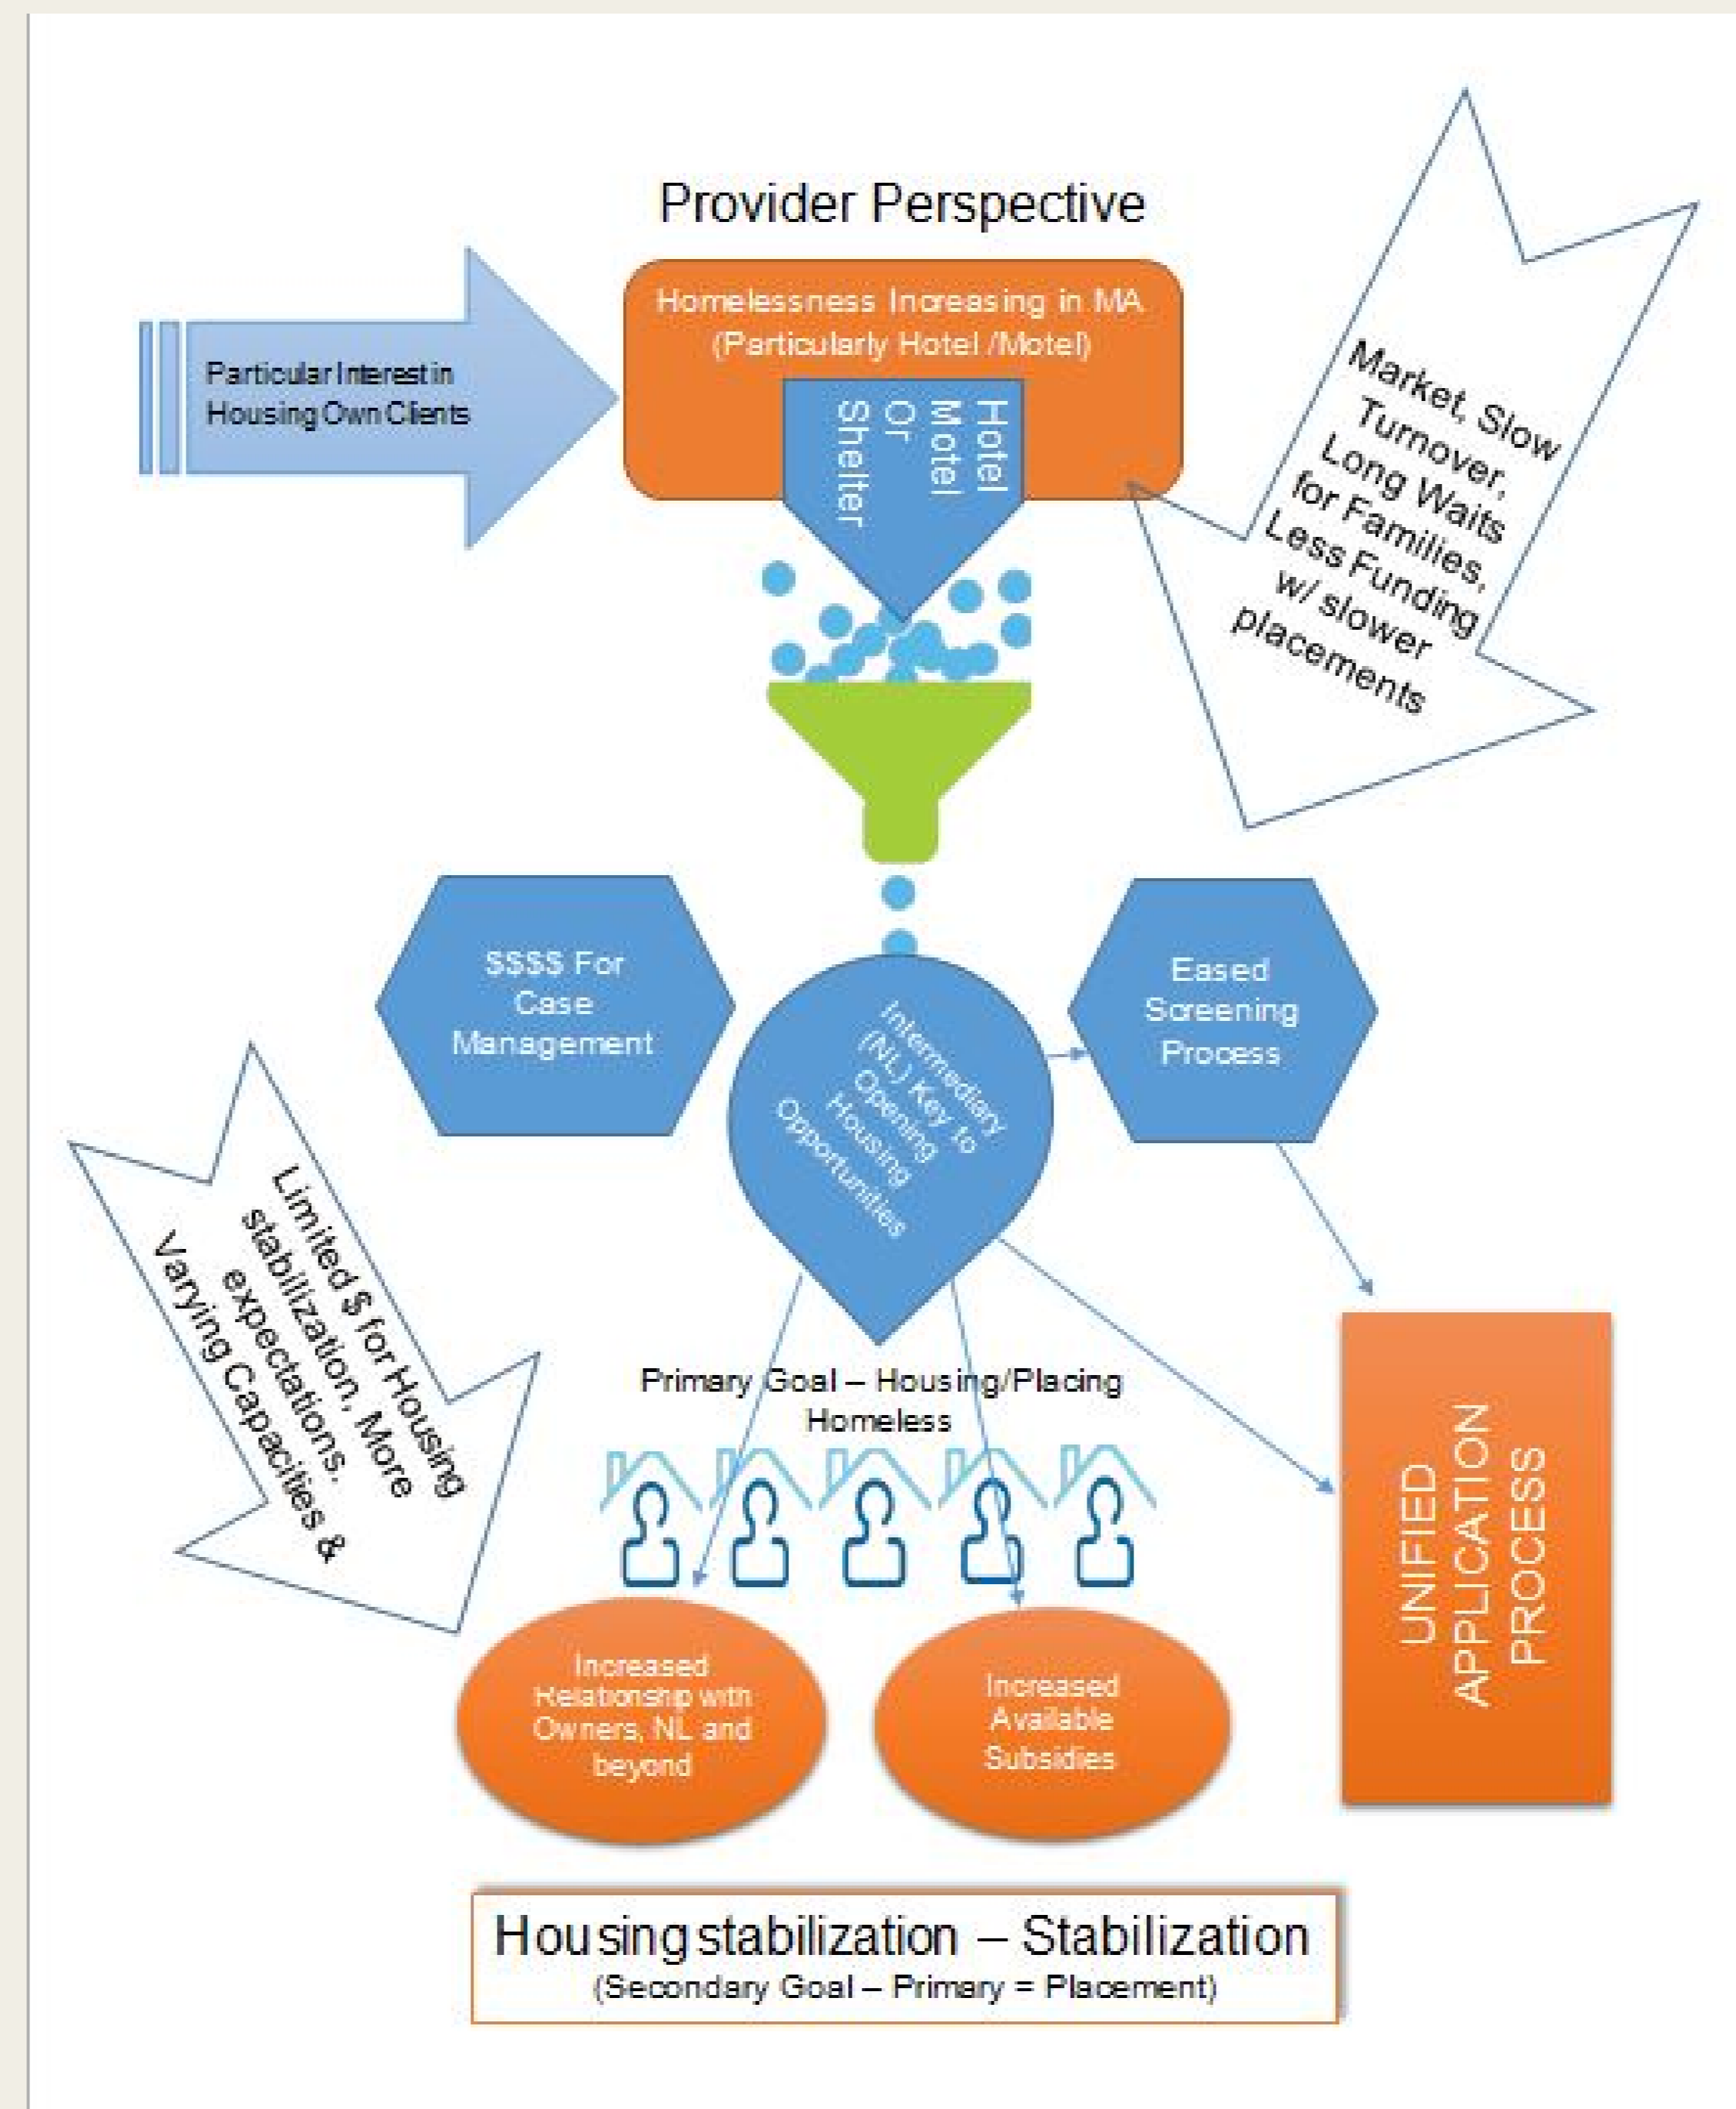 Provider Perspective
Homelessness Increasing in MA
(Particularly Hotel /Motel)
Particular Interest in
Housing Own Clients
Hotel
Motel
Or
Shelter
Market, Slow
Turnover,
Long Waits
for Families,
Less Funding
w/ slower
placements
$$$$ For
Case
Management
Intermediary
(NL) Key to
Opening
Housing
Opportunities
Eased
Screening
Process
Limited $ for Housing
stabilization, More
expectations.
Varying Capacities &
Primary Goal – Housing/Placing
Homeless
UNIFIED
APPLICATION
PROCESS
Increased
Relationship with
Owners, NL and
beyond
Increased
Available
Subsidies
Housing stabilization – Stabilization
(Secondary Goal – Primary = Placement)